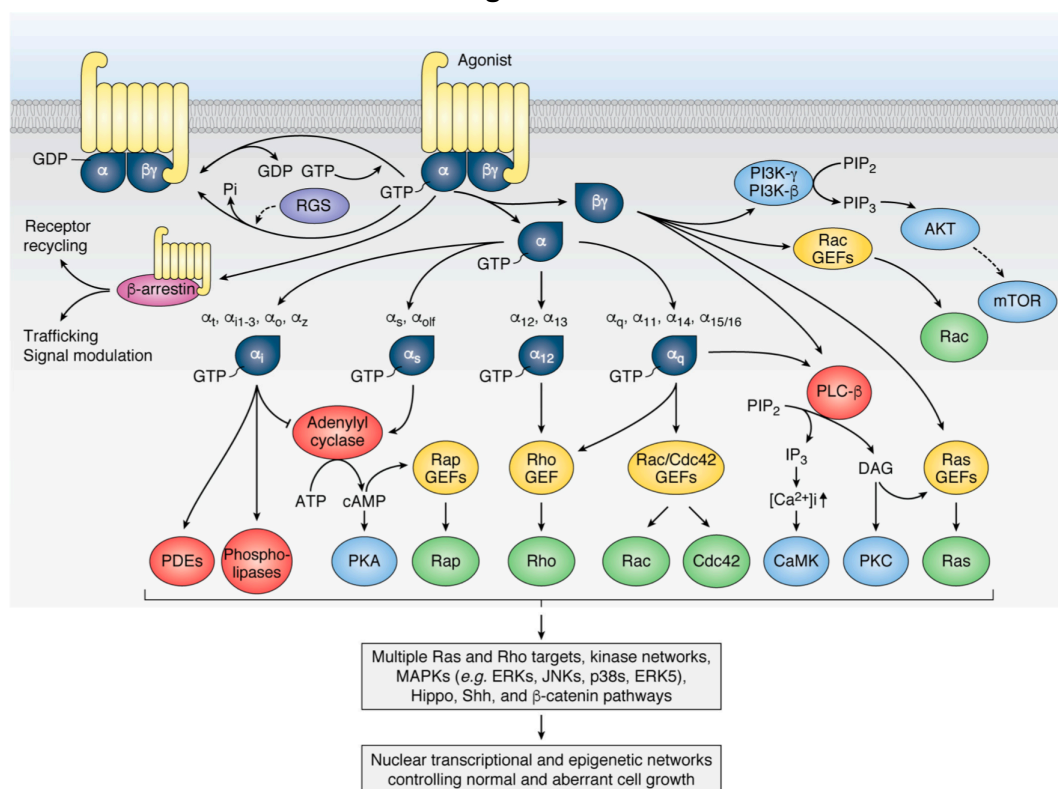 Agonist
GDP
α
βγ
GDP
GTP
GTP
α
βγ
Pi
RGS
βγ
PI3K-γ
PI3K-β
PIP₂
PIP₃
AKT
mTOR
Rac
GEFs
Rac
Receptor
recycling
β-arrestin
Trafficking
Signal modulation
α
GTP
αt, αi1-3, αo, αz
αs, αolf
α12, α13
αq, α11, α14, α15/16
αi
GTP
αs
GTP
α12
GTP
αq
GTP
PLC-β
PIP₂
Adenylyl
cyclase
ATP
cAMP
Rap
GEFs
Rho
GEF
Rac/Cdc42
GEFs
IP₃
DAG
[Ca²⁺]i
Ras
GEFs
PDEs
Phospho-
lipases
PKA
Rap
Rho
Rac
Cdc42
CaMK
PKC
Ras
Multiple Ras and Rho targets, kinase networks,
MAPKs (e.g. ERKs, JNKs, p38s, ERK5),
Hippo, Shh, and β-catenin pathways
Nuclear transcriptional and epigenetic networks
controlling normal and aberrant cell growth